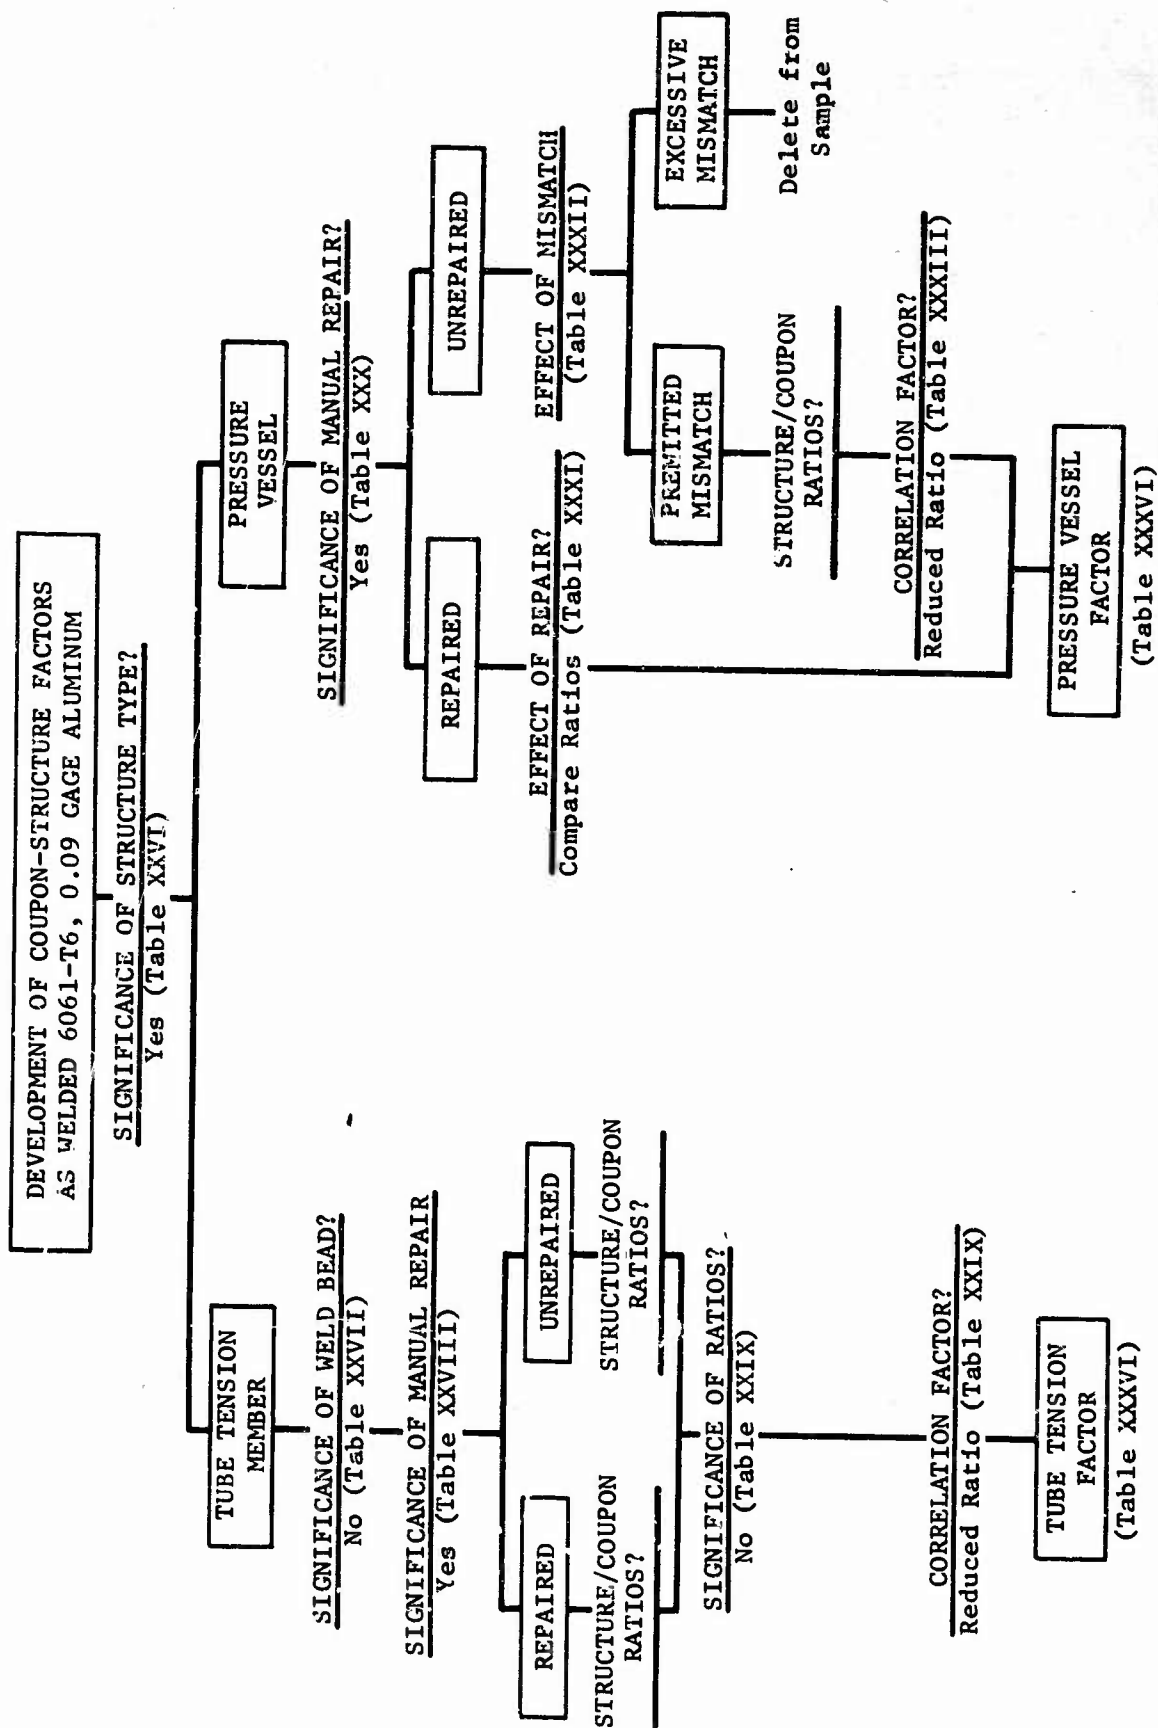 DEVELOPMENT OF COUPON-STRUCTURE FACTORS
AS WELDED 6061-T6, 0.09 GAGE ALUMINUM
SIGNIFICANCE OF STRUCTURE TYPE?
Yes (Table XXVI)
TUBE TENSION
MEMBER
SIGNIFICANCE OF WELD BEAD?
No (Table XXVII)
SIGNIFICANCE OF MANUAL REPAIR
Yes (Table XXVIII)
REPAIRED
STRUCTURE/COUPON
RATIOS?
UNREPAIRED
STRUCTURE/COUPON
RATIOS?
SIGNIFICANCE OF RATIOS?
No (Table XXIX)
CORRELATION FACTOR?
Reduced Ratio (Table XXIX)
TUBE TENSION
FACTOR
(Table XXXVI)
PRESSURE
VESSEL
SIGNIFICANCE OF MANUAL REPAIR?
Yes (Table XXX)
REPAIRED
EFFECT OF REPAIR?
Compare Ratios (Table XXXI)
UNREPAIRED
EFFECT OF MISMATCH
(Table XXXII)
PREMITTED
MISMATCH
STRUCTURE/COUPON
RATIOS?
CORRELATION FACTOR?
Reduced Ratio (Table XXXIII)
EXCESSIVE
MISMATCH
Delete from
Sample
PRESSURE VESSEL
FACTOR
(Table XXXVI)